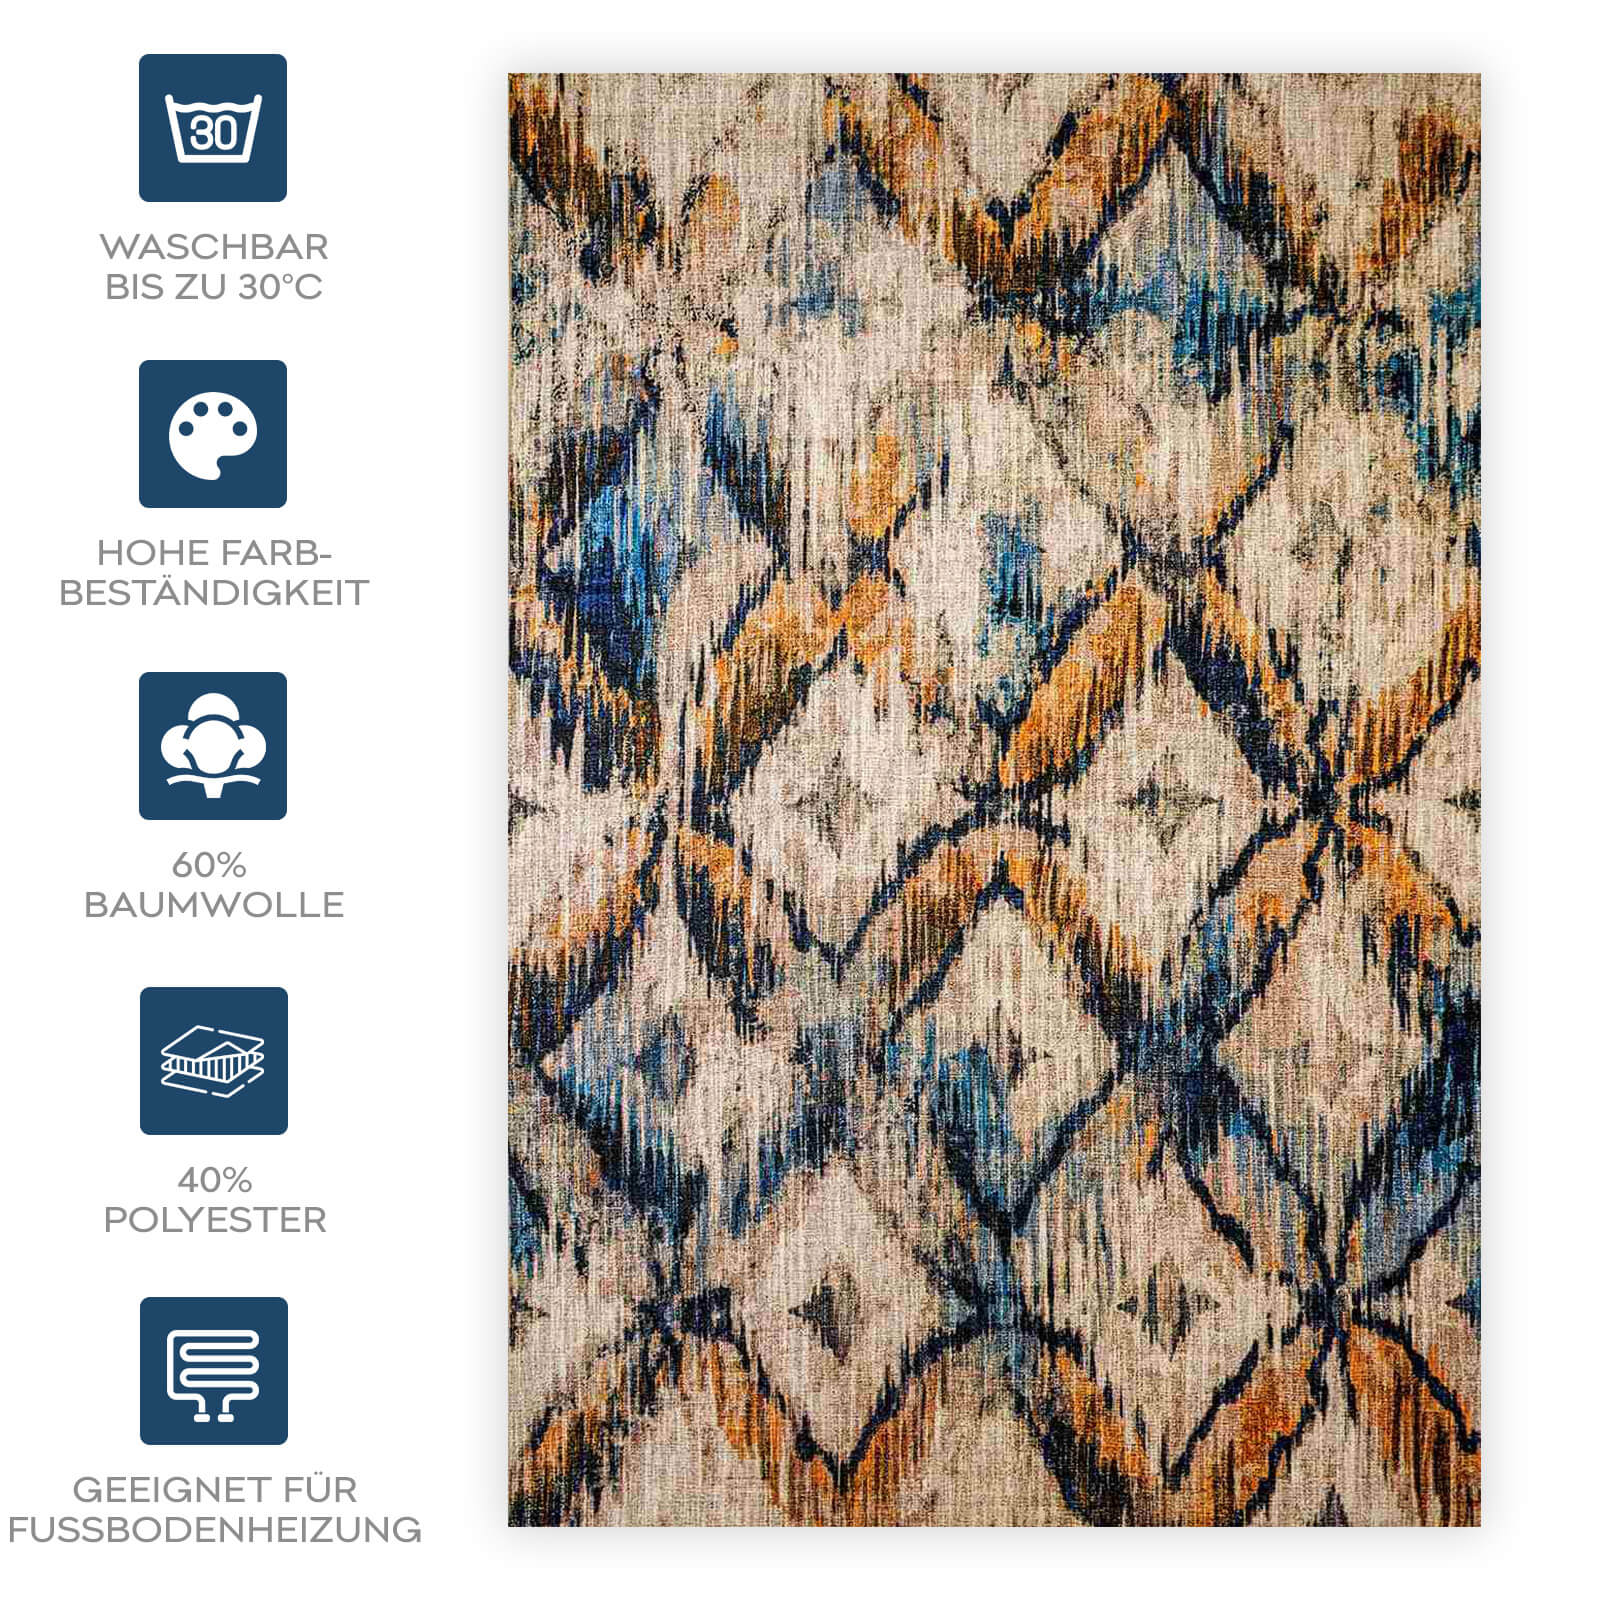 30
WASCHBAR
BIS ZU 30°C
HOHE FARB-
BESTÄNDIGKEIT
60%
BAUMWOLLE
40%
POLYESTER
GEEIGNET FÜR
FUSSBODENHEIZUNG